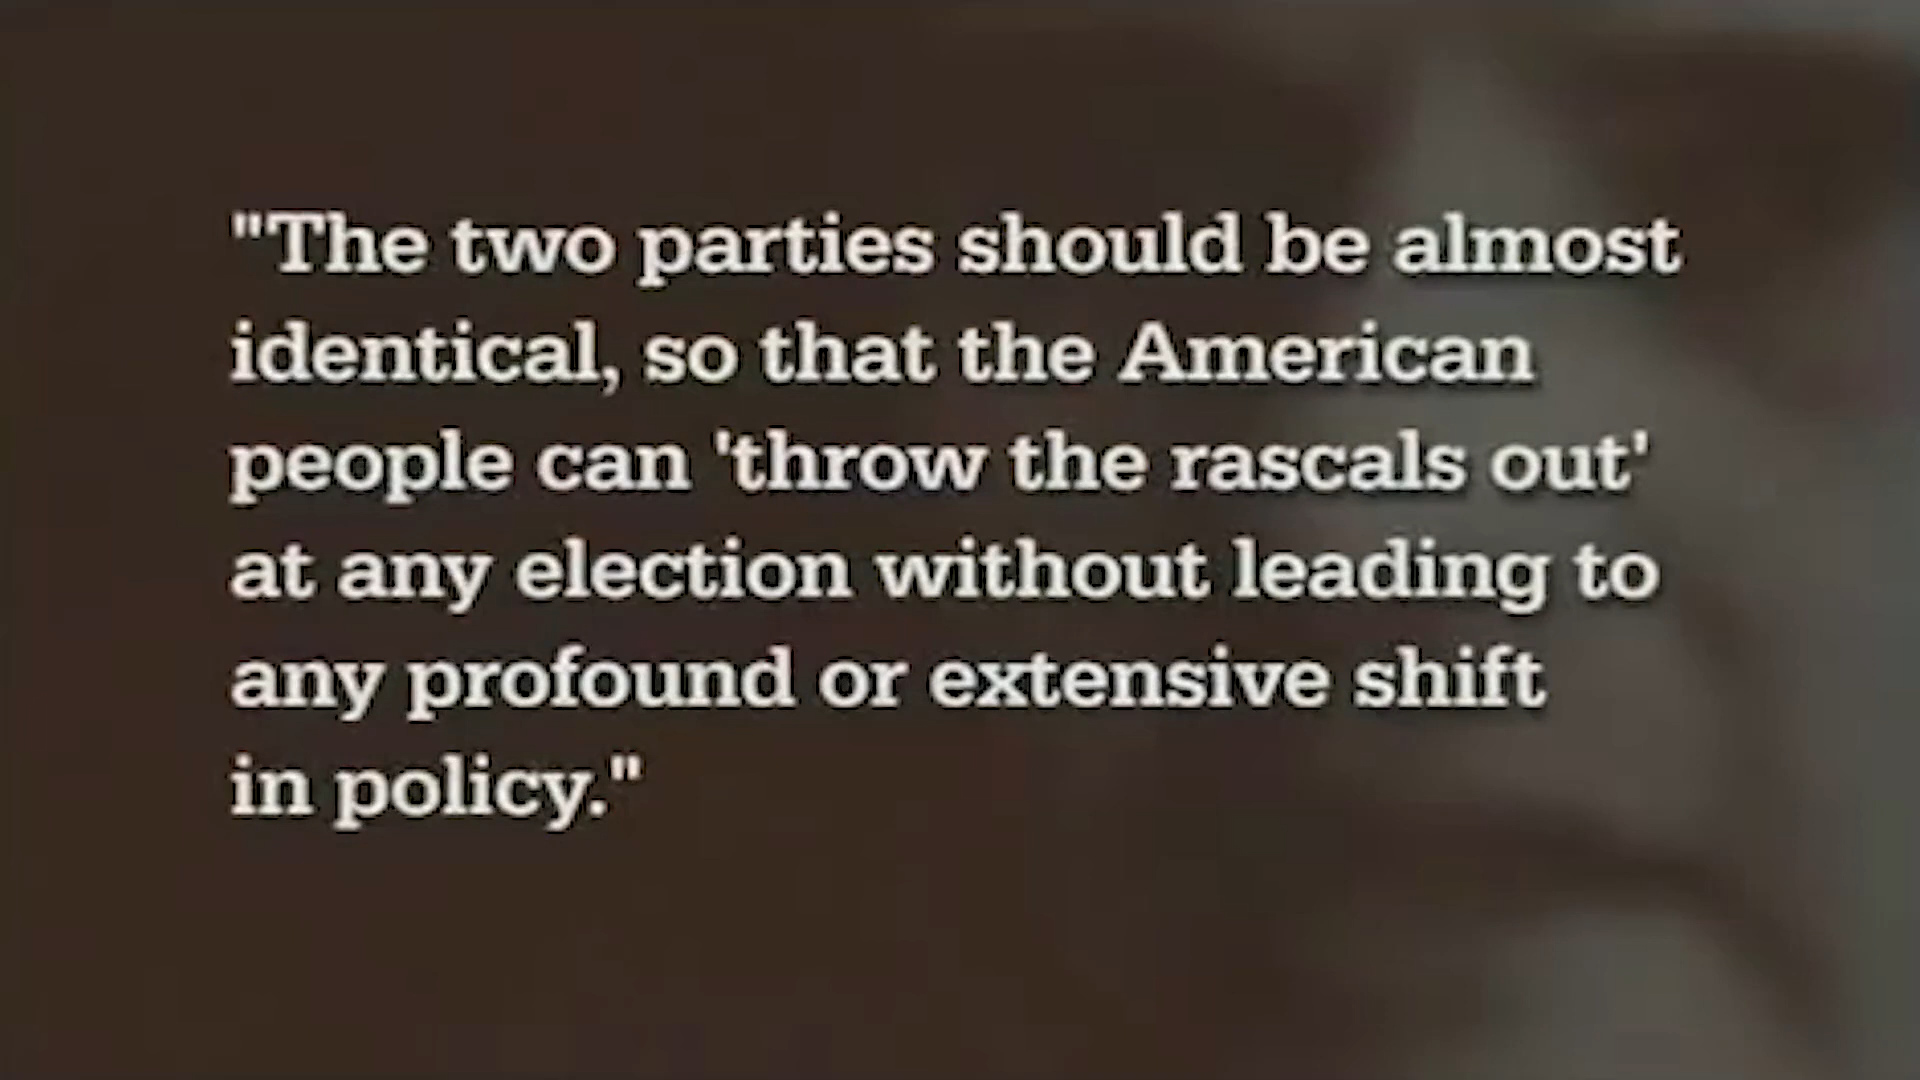 "The two parties should be almost
identical, so that the American
people can 'throw the rascals out'
at any election without leading to
any profound or extensive shift
in policy."